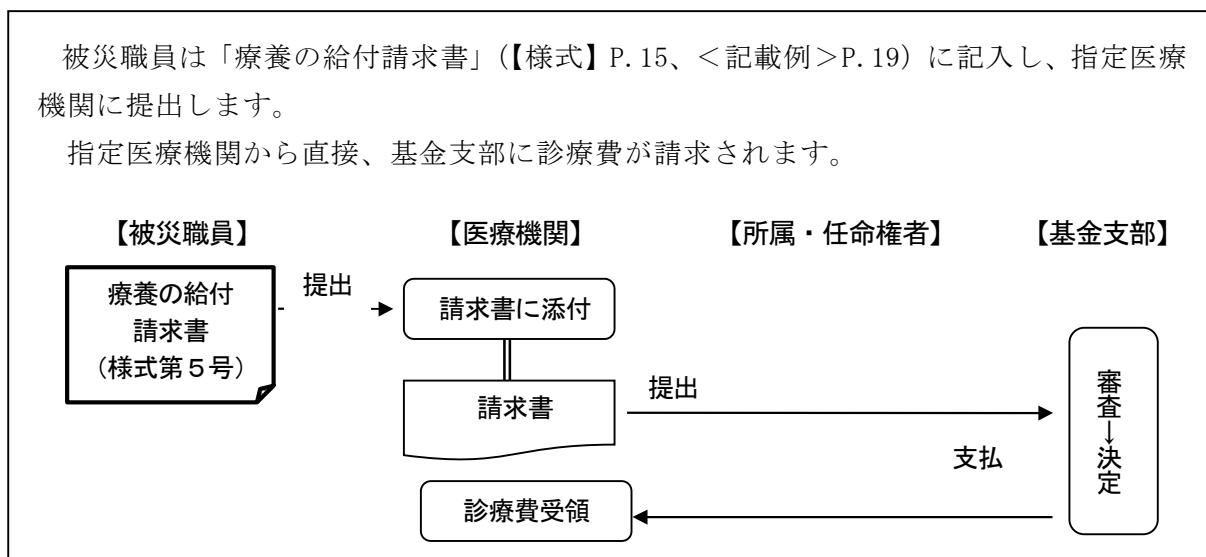 被災職員は「療養の給付請求書」（【様式】P.15、＜記載例＞P.19）に記入し、指定医療
機関に提出します。
指定医療機関から直接、基金支部に診療費が請求されます。
【被災職員】
【医療機関】
【所属・任命権者】
【基金支部】
療養の給付
請求書
（様式第５号）
提出
請求書に添付
請求書
提出
審査→決定
支払
診療費受領